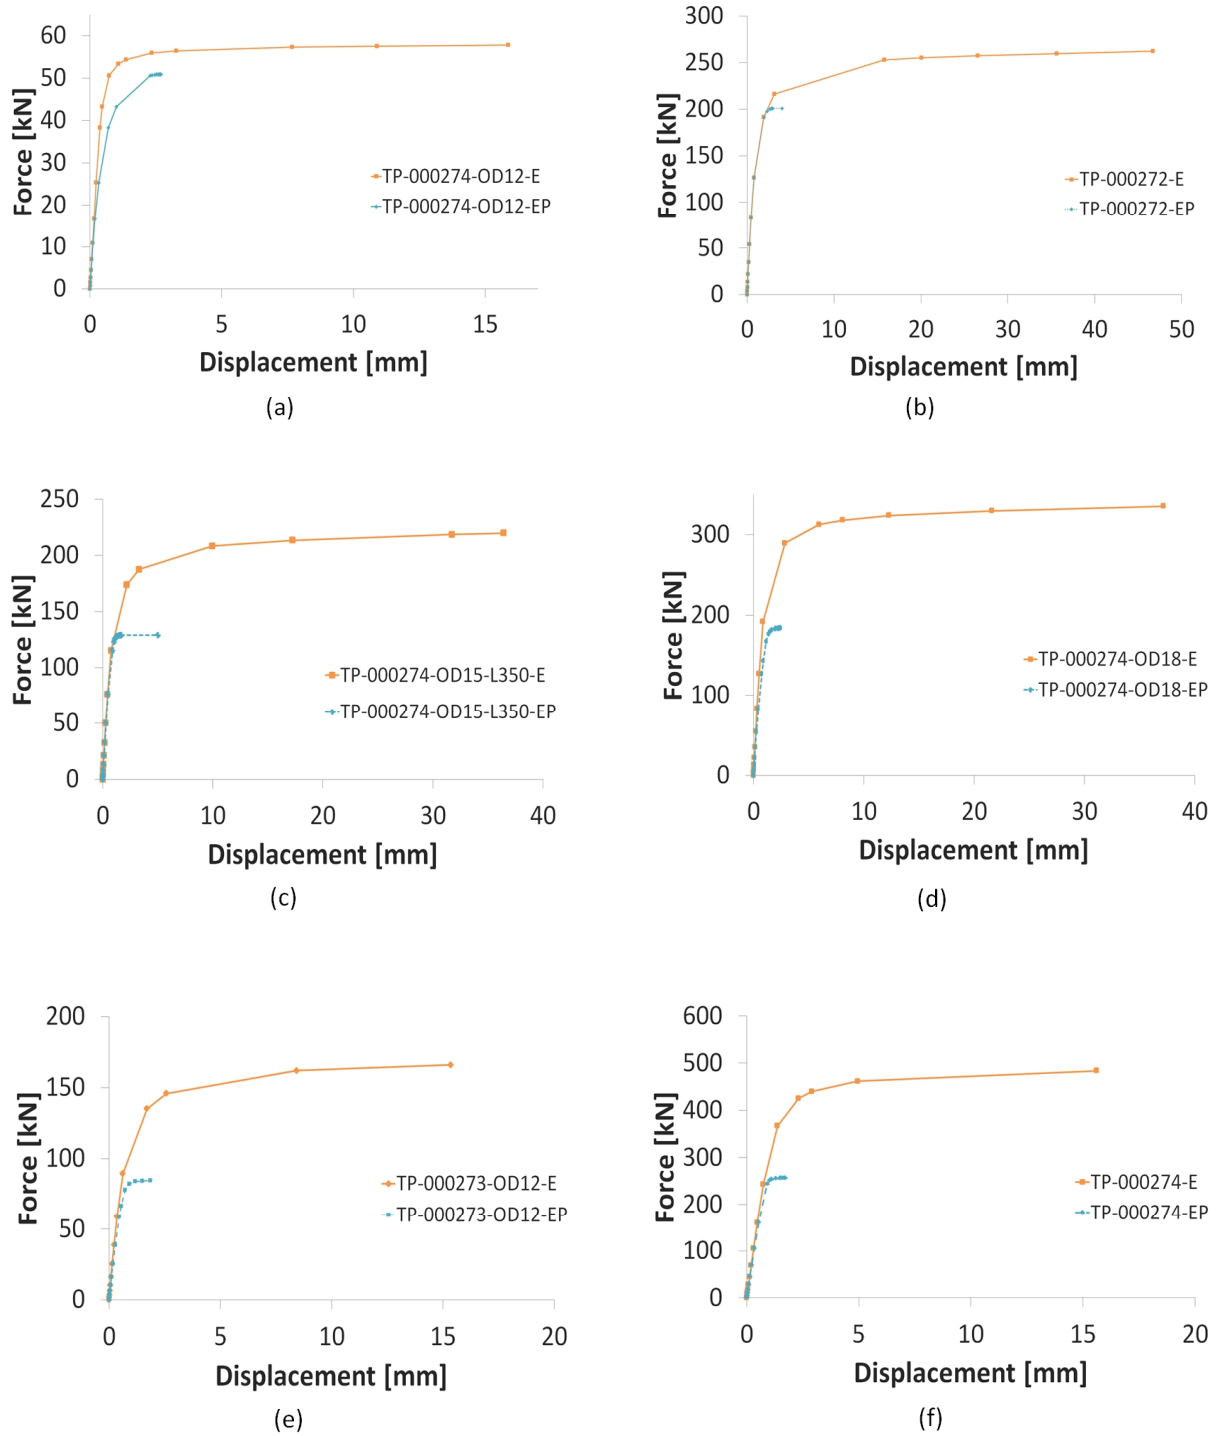 60
50
40
30
20
10
0
Force [kN]
0 5 10 15
Displacement [mm]
TP-000274-OD12-E
TP-000274-OD12-EP
(a)
300
250
200
150
100
50
0
Force [kN]
0 10 20 30 40 50
Displacement [mm]
TP-000272-E
TP-000272-EP
(b)
250
200
150
100
50
0
Force [kN]
0 10 20 30 40
Displacement [mm]
TP-000274-OD15-L350-E
TP-000274-OD15-L350-EP
(c)
300
200
100
0
Force [kN]
0 10 20 30 40
Displacement [mm]
TP-000274-OD18-E
TP-000274-OD18-EP
(d)
200
150
100
50
0
Force [kN]
0 5 10 15 20
Displacement [mm]
TP-000273-OD12-E
TP-000273-OD12-EP
(e)
600
500
400
300
200
100
0
Force [kN]
0 5 10 15 20
Displacement [mm]
TP-000274-E
TP-000274-EP
(f)